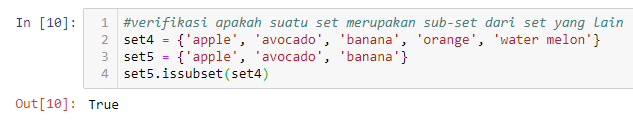 In [10]: 1 #verifikasi apakah suatu set merupakan sub-set dari set yang lain
2 set4 = {'apple', 'avocado', 'banana', 'orange', 'water melon'}
3 set5 = {'apple', 'avocado', 'banana'}
4 set5.issubset(set4)
Out[10]: True